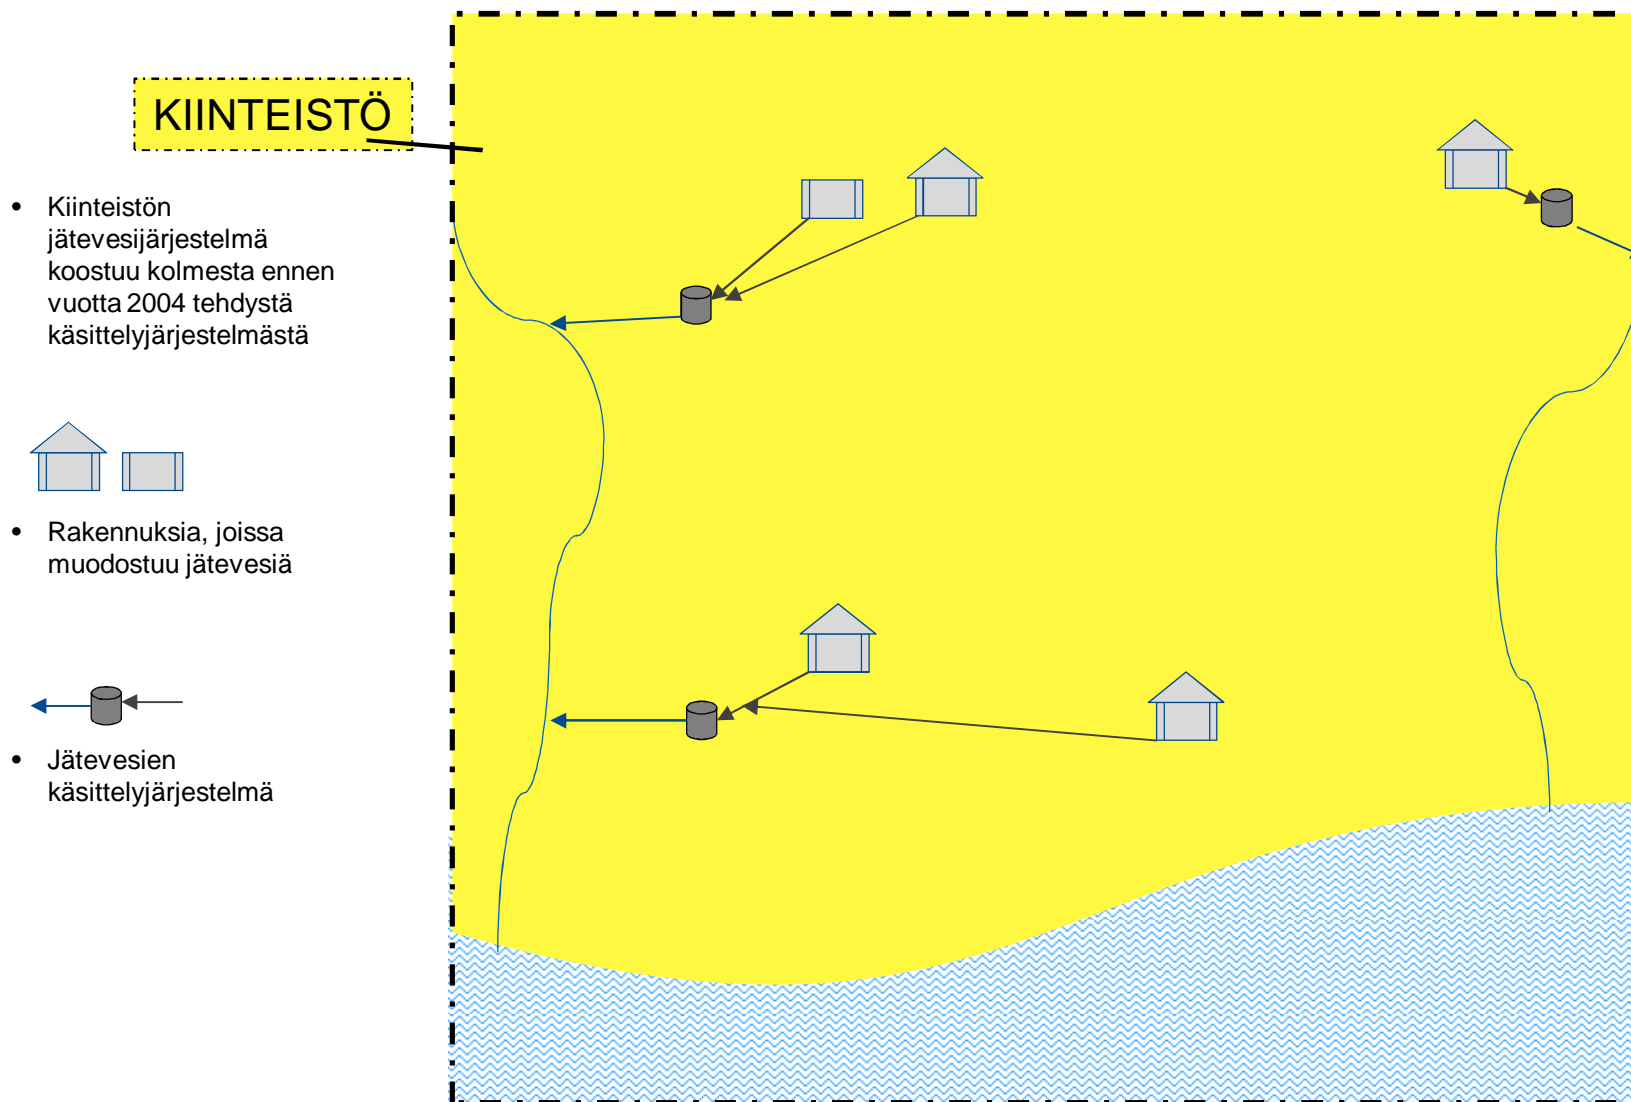 KIINTEISTÖ
• Kiinteistön
jätevesijärjestelmä
koostuu kolmesta ennen
vuotta 2004 tehdystä
käsittelyjärjestelmästä
• Rakennuksia, joissa
muodostuu jätevesiä
• Jätevesien
käsittelyjärjestelmä